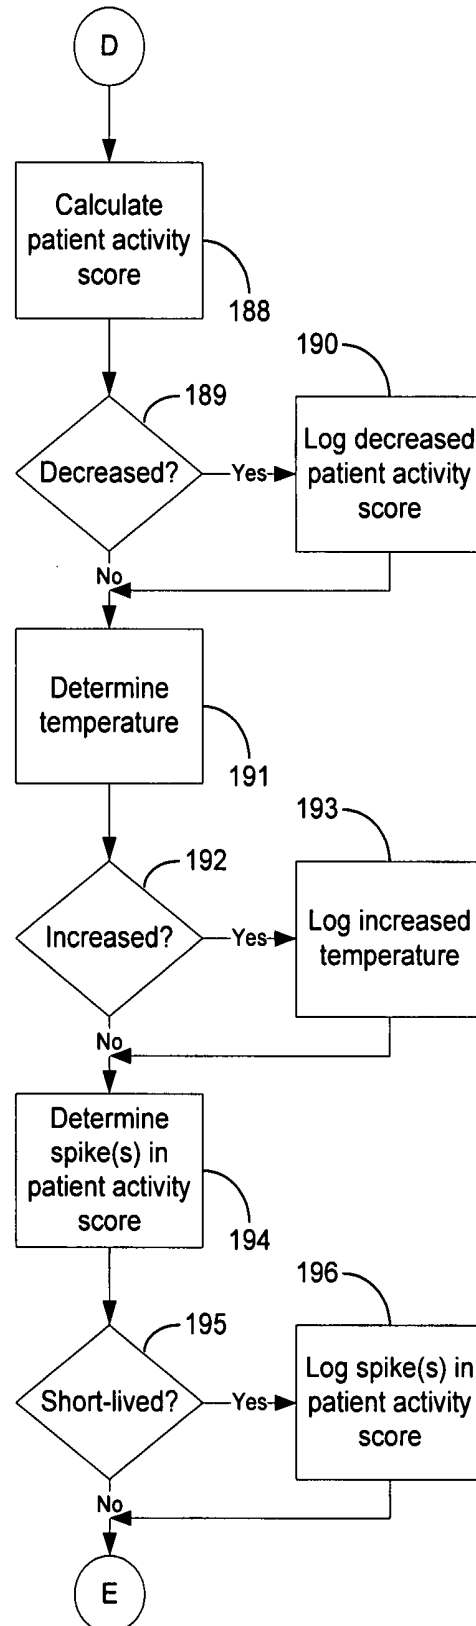 D
Calculate
patient activity
score
188
189
190
Decreased?
Yes
Log decreased
patient activity
score
No
Determine
temperature
191
192
193
Increased?
Yes
Log increased
temperature
No
Determine
spike(s) in
patient activity
score
194
195
196
Short-lived?
Yes
Log spike(s) in
patient activity
score
No
E